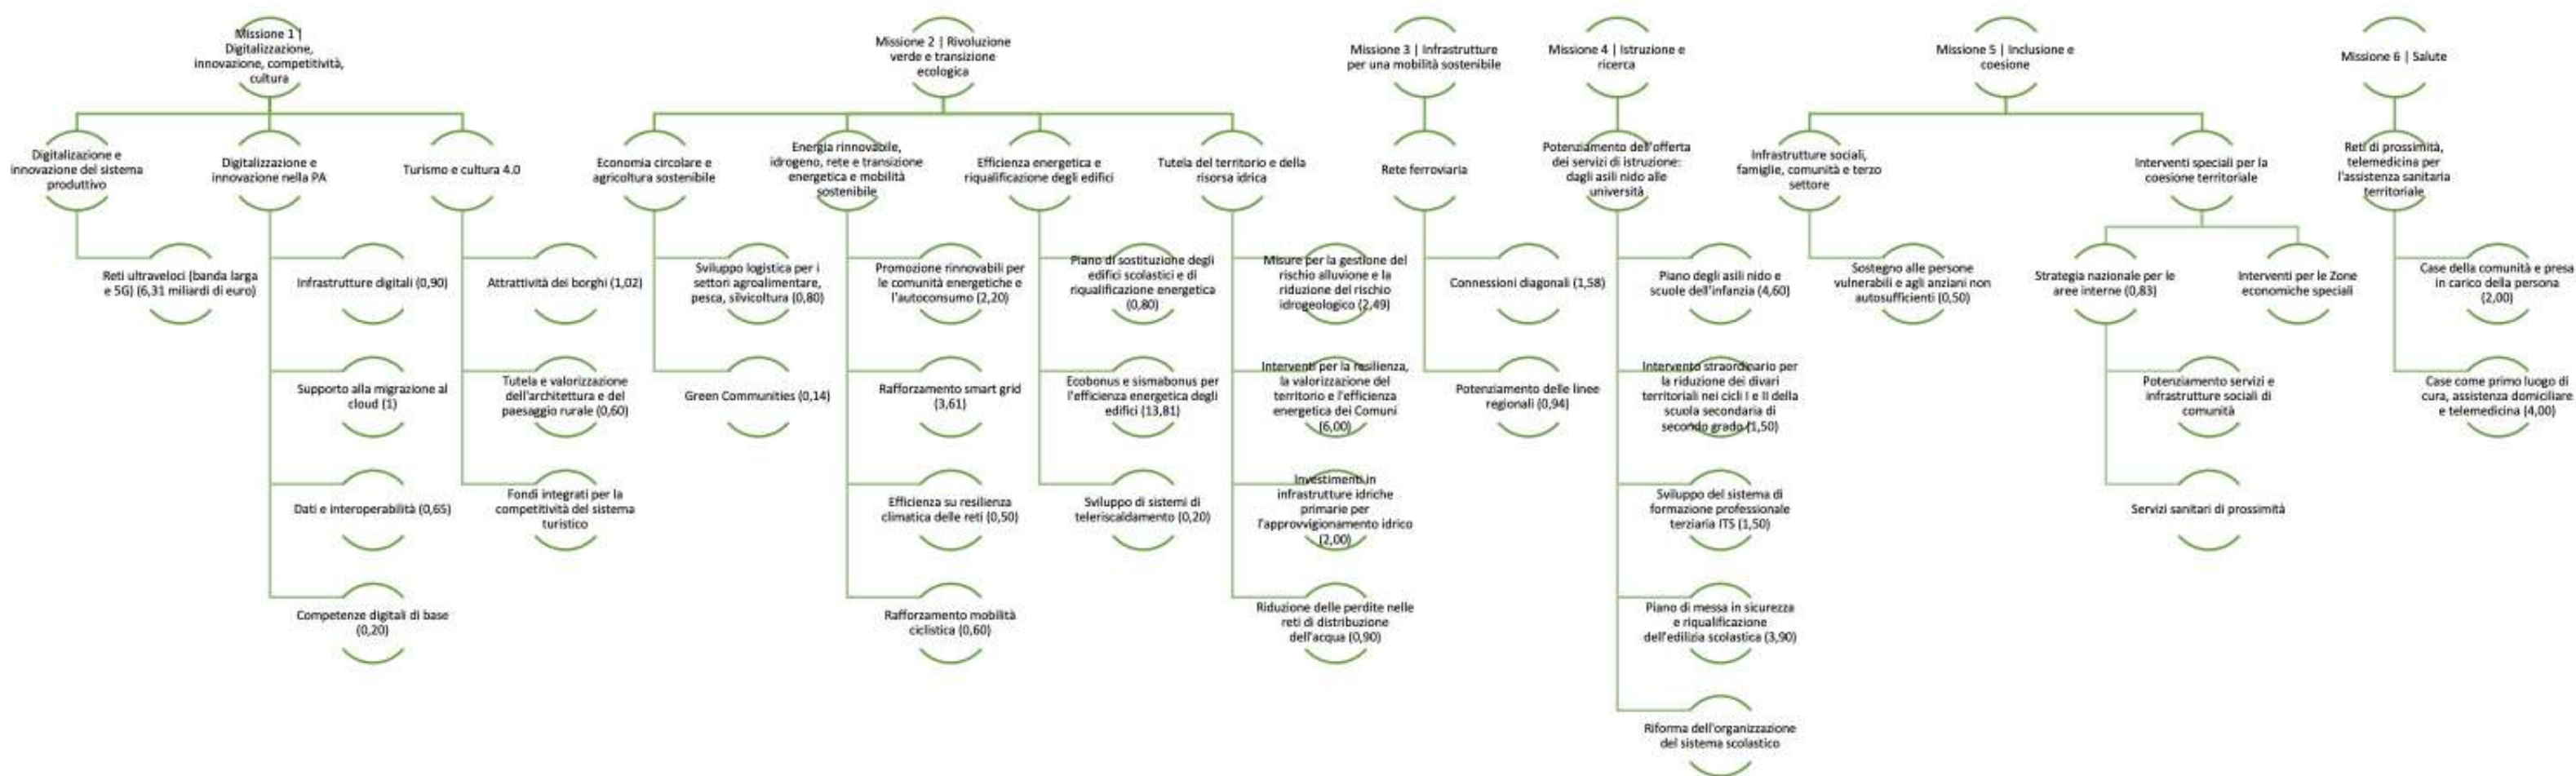 Missione 1 |
Digitalizzazione,
innovazione, competitività,
cultura
Missione 2 | Rivoluzione
verde e transizione
ecologica
Missione 3 | Infrastrutture
per una mobilità sostenibile
Missione 4 | Istruzione e
ricerca
Missione 5 | Inclusione e
coesione
Missione 6 | Salute
Digitalizzazione e
innovazione del sistema
produttivo
Digitalizzazione e
innovazione nella PA
Turismo e cultura 4.0
Economia circolare e
agricoltura sostenibile
Energia rinnovabile,
idrogeno, rete e transizione
energetica e mobilità
sostenibile
Efficienza energetica e
riqualificazione degli edifici
Tutela del territorio e della
risorsa idrica
Rete ferroviaria
Potenziamento dell'offerta
dei servizi di istruzione:
dagli asili nido alle
università
Infrastrutture sociali,
famiglie, comunità e terzo
settore
Interventi speciali per la
coesione territoriale
Reti di prossimità,
telemedicina per
l'assistenza sanitaria
territoriale
Reti ultraveloci (banda larga
e 5G) (6,31 miliardi di euro)
Infrastrutture digitali (0,90)
Attrattività dei borghi (1,02)
Sviluppo logistica per i
settori agroalimentare,
pesca, silvicoltura (0,80)
Promozione rinnovabili per
le comunità energetiche e
l'autoconsumo (2,20)
Piano di sostituzione degli
edifici scolastici e di
riqualificazione energetica
(0,80)
Misure per la gestione del
rischio alluvione e la
riduzione del rischio
idrogeologico (2,49)
Connessioni diagonali (1,58)
Piano degli asili nido e
scuole dell'infanzia (4,60)
Sostegno alle persone
vulnerabili e agli anziani non
autosufficienti (0,50)
Strategia nazionale per le
aree interne (0,83)
Interventi per le Zone
economiche speciali
Case della comunità e presa
in carico della persona
(2,00)
Supporto alla migrazione al
cloud (1)
Tutela e valorizzazione
dell'architettura e del
paesaggio rurale (0,60)
Green Communities (0,14)
Rafforzamento smart grid
(3,61)
Ecobonus e sismabonus per
l'efficienza energetica degli
edifici (13,81)
Interventi per la resilienza,
la valorizzazione del
territorio e l'efficienza
energetica dei Comuni
(6,00)
Potenziamento delle linee
regionali (0,94)
Intervento straordinario per
la riduzione dei divari
territoriali nei cicli I e II della
scuola secondaria di
secondo grado (1,50)
Potenziamento servizi e
infrastrutture sociali di
comunità
Case come primo luogo di
cura, assistenza domiciliare
e telemedicina (4,00)
Dati e interoperabilità (0,65)
Fondi integrati per la
competitività del sistema
turistico
Efficienza su resilienza
climatica delle reti (0,50)
Sviluppo di sistemi di
teleriscaldamento (0,20)
Investimenti in
infrastrutture idriche
primarie per
l'approvvigionamento idrico
(2,00)
Sviluppo del sistema di
formazione professionale
terziaria ITS (1,50)
Servizi sanitari di prossimità
Competenze digitali di base
(0,20)
Rafforzamento mobilità
ciclistica (0,60)
Riduzione delle perdite nelle
reti di distribuzione
dell'acqua (0,90)
Piano di messa in sicurezza
e riqualificazione
dell'edilizia scolastica (3,90)
Riforma dell'organizzazione
del sistema scolastico